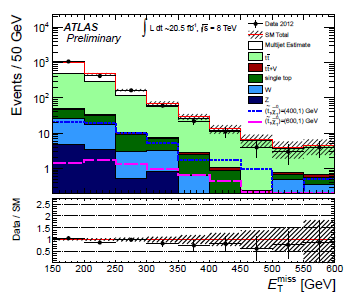 ATLAS
Preliminary
∫ L dt ~20.5 fb⁻¹, √s = 8 TeV
Data 2012
SM Total
Multijet Estimate
tt̄
tt̄+V
single top
W
Z
(t̃,χ̃₁⁰)=(400,1) GeV
(t̃,χ̃₁⁰)=(600,1) GeV
Events / 50 GeV
10⁴
10³
10²
10
1
Data / SM
2.5
2
1.5
1
0.5
150 200 250 300 350 400 450 500 550 600
E_T^miss [GeV]